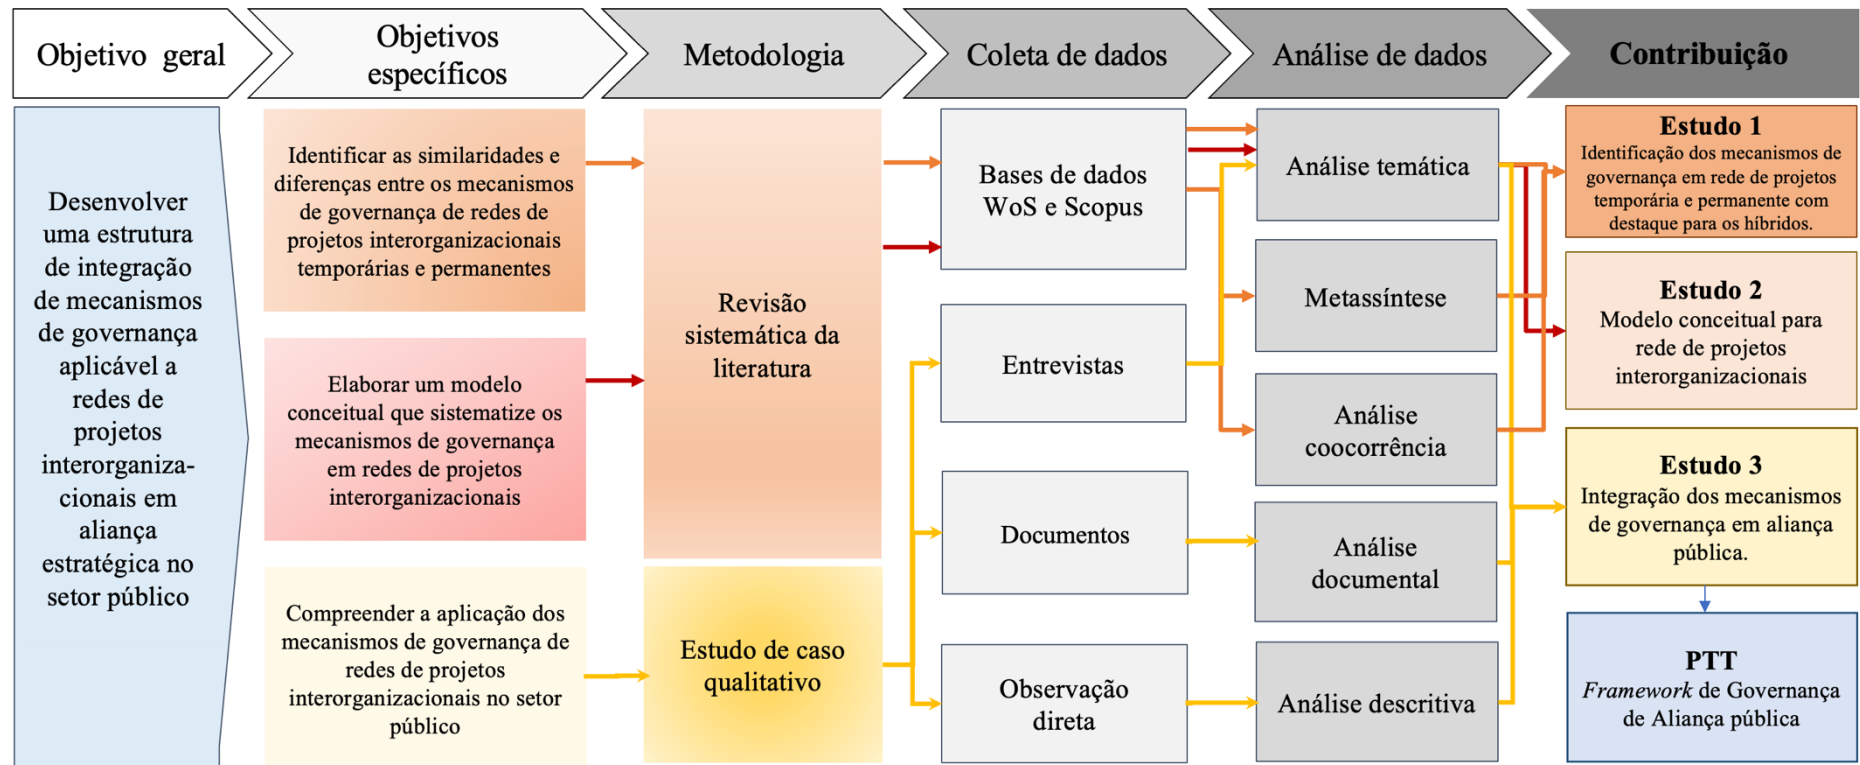 Objetivo geral
Objetivos
específicos
Metodologia
Coleta de dados
Análise de dados
Contribuição
Desenvolver
uma estrutura
de integração
de mecanismos
de governança
aplicável a
redes de
projetos
interorganiza-
cionais em
aliança
estratégica no
setor público
Identificar as similaridades e
diferenças entre os mecanismos
de governança de redes de
projetos interorganizacionais
temporárias e permanentes
Elaborar um modelo
conceitual que sistematize os
mecanismos de governança
em redes de projetos
interorganizacionais
Compreender a aplicação dos
mecanismos de governança de
redes de projetos
interorganizacionais no setor
público
Revisão
sistemática da
literatura
Estudo de caso
qualitativo
Bases de dados
WoS e Scopus
Entrevistas
Documentos
Observação
direta
Análise temática
Metassíntese
Análise
coocorrência
Análise
documental
Análise descritiva
Estudo 1
Identificação dos mecanismos de
governança em rede de projetos
temporária e permanente com
destaque para os híbridos.
Estudo 2
Modelo conceitual para
rede de projetos
interorganizacionais
Estudo 3
Integração dos mecanismos
de governança em aliança
pública.
PTT
Framework de Governança
de Aliança pública